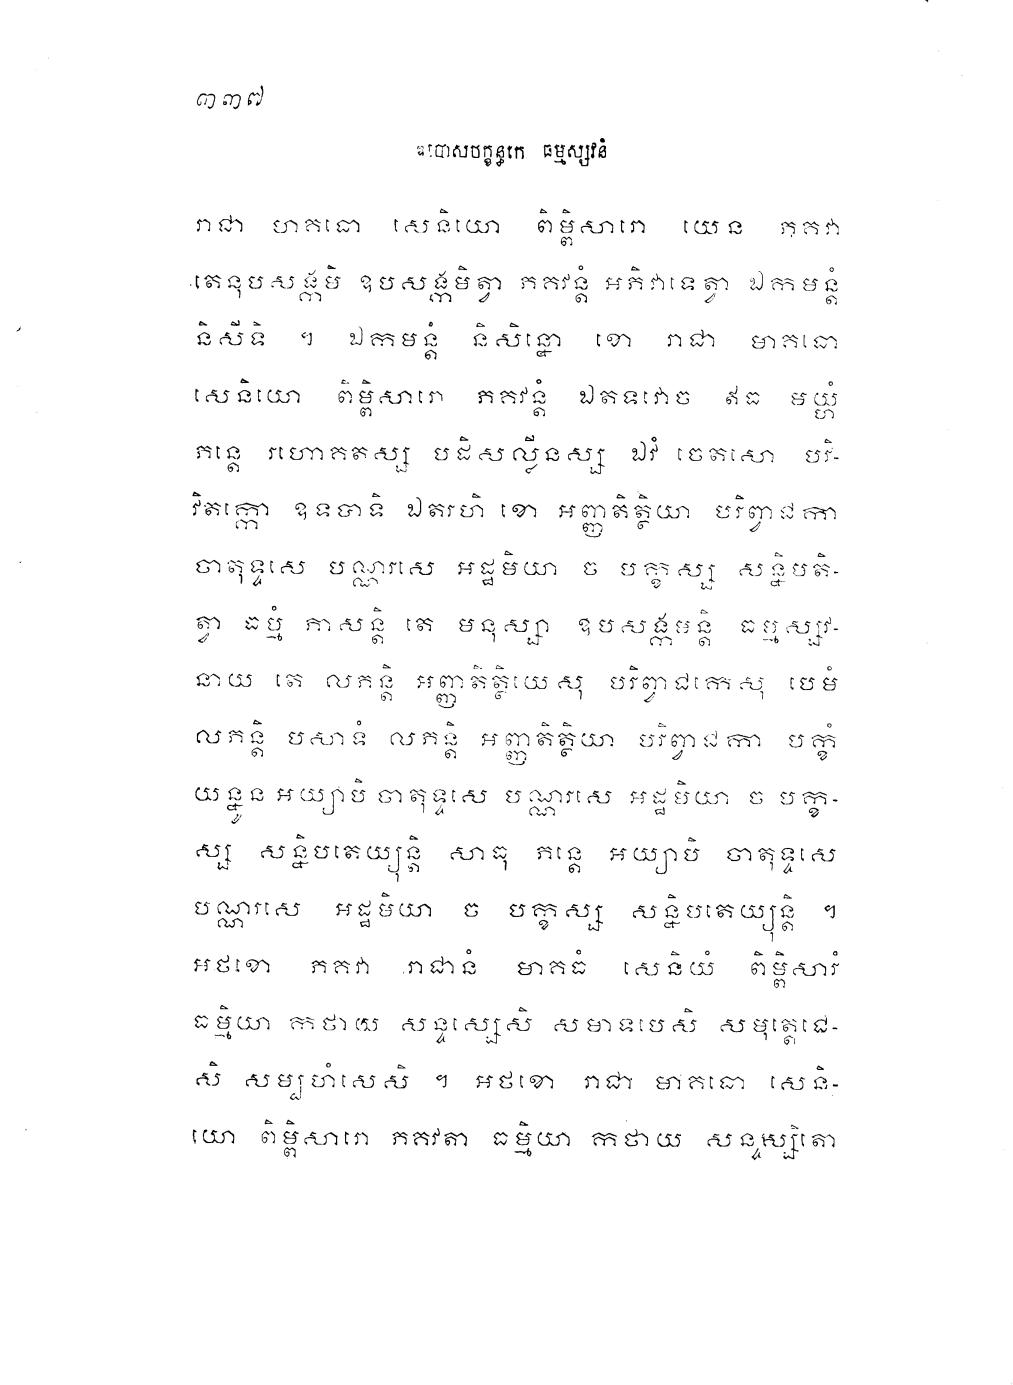 ៣៣៧
ឧបោសថក្ខន្ធកេ ធម្មស្សវនំ
រាជា មាគធោ សេនិយោ ពិម្ពិសារោ យេន ភគវា
តេនុបសង្កមិ ឧបសង្កមិត្វា ភគវន្តំ អភិវាទេត្វា ឯកមន្តំ
និសីទិ ។ ឯកមន្តំ និសិន្នោ ខោ រាជា មាគធោ
សេនិយោ ពិម្ពិសារោ ភគវន្តំ ឯតទវោច ឥធ មយ្ហំ
ភន្តេ រហោគតស្ស បដិសល្លីនស្ស ឯវំ ចេតសោ បរិ-
វិតក្កោ ឧទបាទិ ឯតរហិ ខោ អញ្ញតិត្ថិយា បរិព្វាជកា
ចាតុទ្ទសេ បណ្ណរសេ អដ្ឋមិយា ច បក្ខស្ស សន្និបតិ-
ត្វា ធម្មំ ភាសន្តិ តេ មនុស្សា ឧបសង្កមន្តិ ធម្មស្សវ-
នាយ តេ លភន្តិ អញ្ញតិត្ថិយេសុ បរិព្វាជកេសុ បេមំ
លភន្តិ បសាទំ លភន្តិ អញ្ញតិត្ថិយា បរិព្វាជកា បក្ខំ
យន្នូន អយ្យាបិ ចាតុទ្ទសេ បណ្ណរសេ អដ្ឋមិយា ច បក្ខ-
ស្ស សន្និបតេយ្យុន្តិ សាធុ ភន្តេ អយ្យាបិ ចាតុទ្ទសេ
បណ្ណរសេ អដ្ឋមិយា ច បក្ខស្ស សន្និបតេយ្យុន្តិ ។
អថខោ ភគវា រាជានំ មាគធំ សេនិយំ ពិម្ពិសារំ
ធម្មិយា កថាយ សន្ទស្សេសិ សមាទបេសិ សមុត្តេជេ-
សិ សម្បហំសេសិ ។ អថខោ រាជា មាគធោ សេនិ-
យោ ពិម្ពិសារោ ភគវតា ធម្មិយា កថាយ សន្ទស្សិតោ